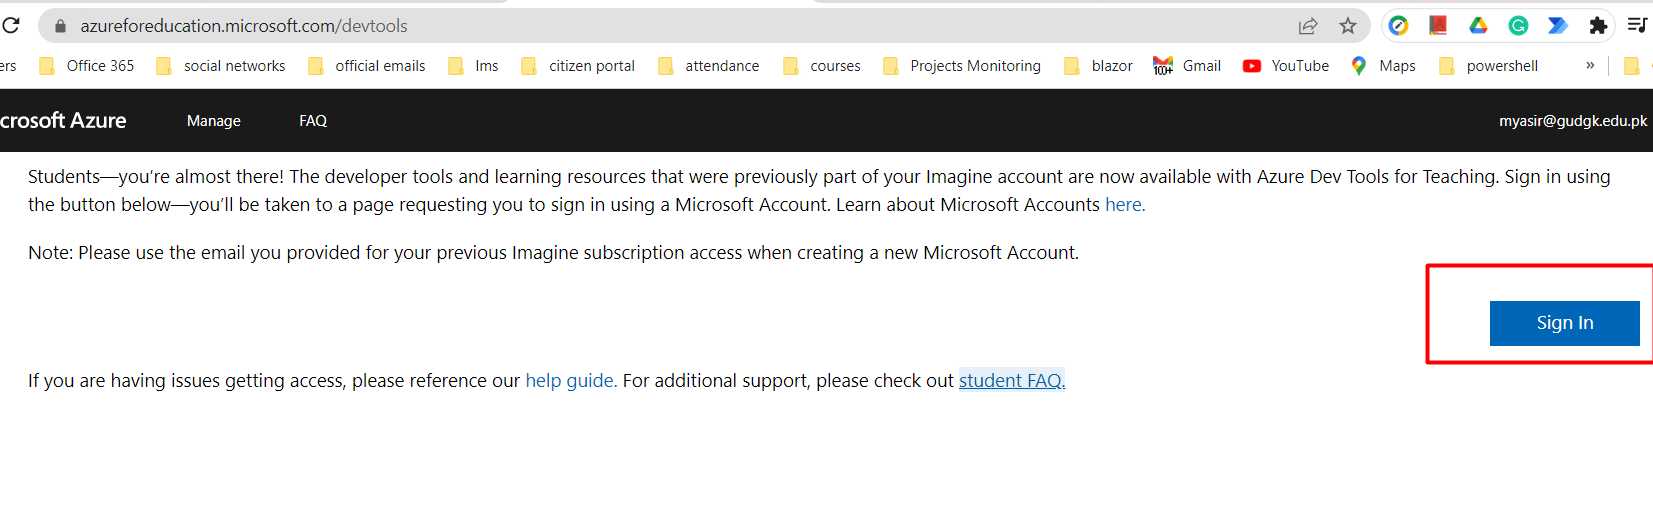 azureforeducation.microsoft.com/devtools
ers Office 365 social networks official emails lms citizen portal attendance courses Projects Monitoring blazor 100+ Gmail YouTube Maps powershell »
crosoft Azure Manage FAQ myasir@gudgk.edu.pk
Students—you're almost there! The developer tools and learning resources that were previously part of your Imagine account are now available with Azure Dev Tools for Teaching. Sign in using
the button below—you'll be taken to a page requesting you to sign in using a Microsoft Account. Learn about Microsoft Accounts here.
Note: Please use the email you provided for your previous Imagine subscription access when creating a new Microsoft Account.
Sign In
If you are having issues getting access, please reference our help guide. For additional support, please check out student FAQ.